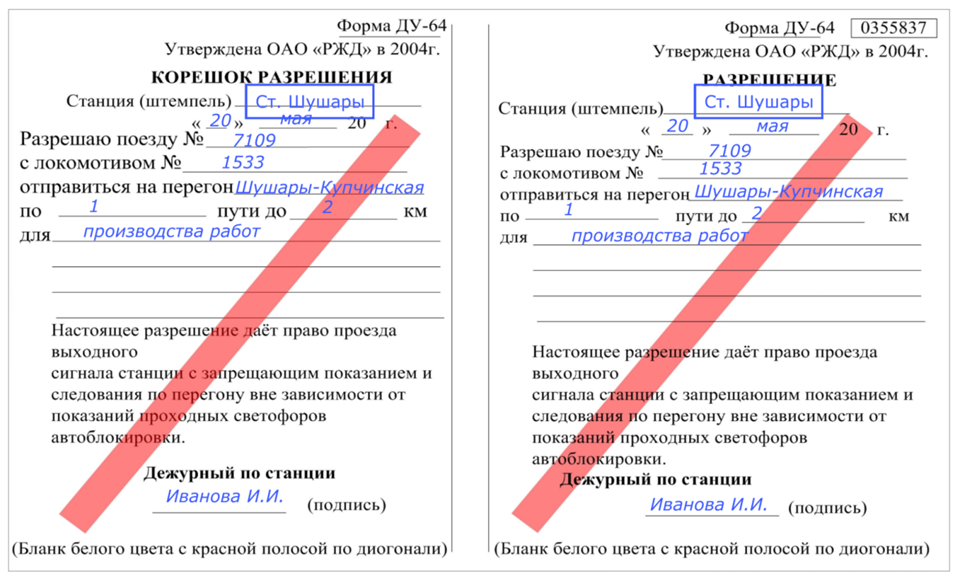 Форма ДУ-64
Утверждена ОАО «РЖД» в 2004г.
КОРЕШОК РАЗРЕШЕНИЯ
Станция (штемпель) Ст. Шушары
« 20 » мая 20 г.
Разрешаю поезду № 7109
с локомотивом № 1533
отправиться на перегон Шушары-Купчинская
по 1 пути до 2 км
для производства работ
Настоящее разрешение даёт право проезда
выходного
сигнала станции с запрещающим показанием и
следования по перегону вне зависимости от
показаний проходных светофоров
автоблокировки.
Дежурный по станции
Иванова И.И. (подпись)
(Бланк белого цвета с красной полосой по диогонали)
Форма ДУ-64 0355837
Утверждена ОАО «РЖД» в 2004г.
РАЗРЕШЕНИЕ
Станция (штемпель) Ст. Шушары
« 20 » мая 20 г.
Разрешаю поезду № 7109
с локомотивом № 1533
отправиться на перегон Шушары-Купчинская
по 1 пути до 2 км
для производства работ
Настоящее разрешение даёт право проезда
выходного
сигнала станции с запрещающим показанием и
следования по перегону вне зависимости от
показаний проходных светофоров
автоблокировки.
Дежурный по станции
Иванова И.И. (подпись)
(Бланк белого цвета с красной полосой по диогонали)